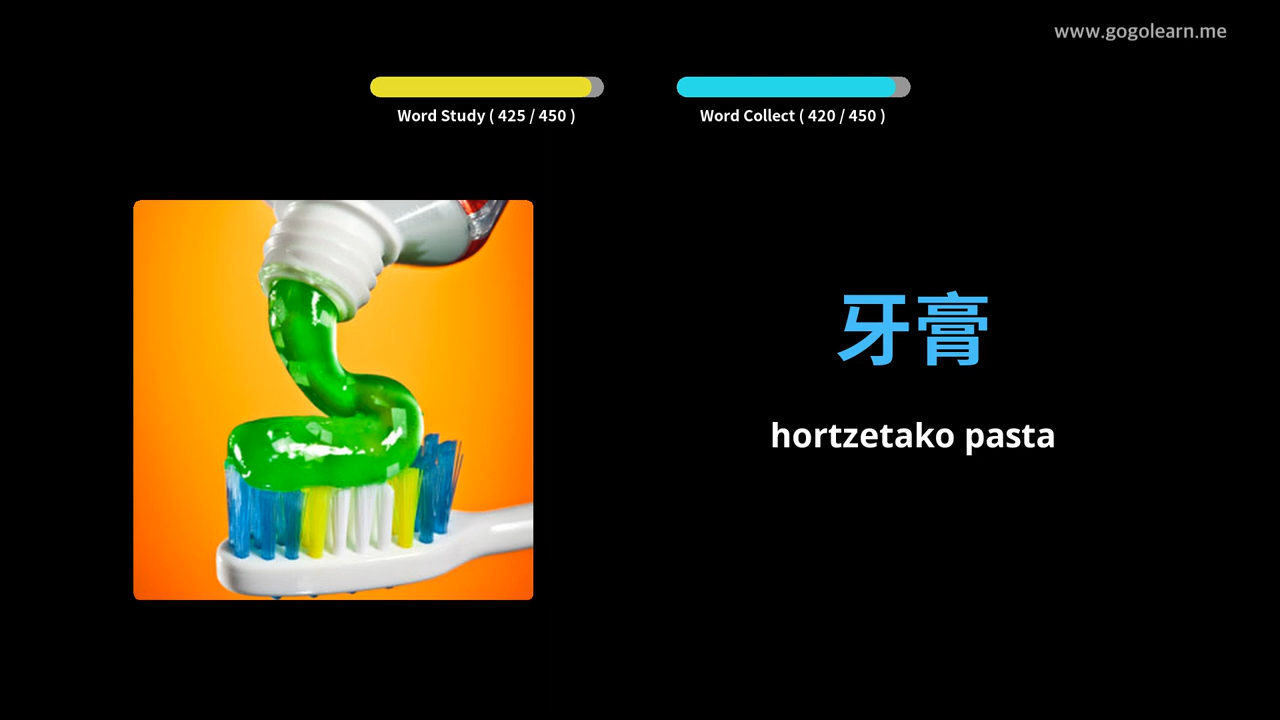 www.gogolearn.me
Word Study ( 425 / 450 )
Word Collect ( 420 / 450 )
牙膏
hortzetako pasta